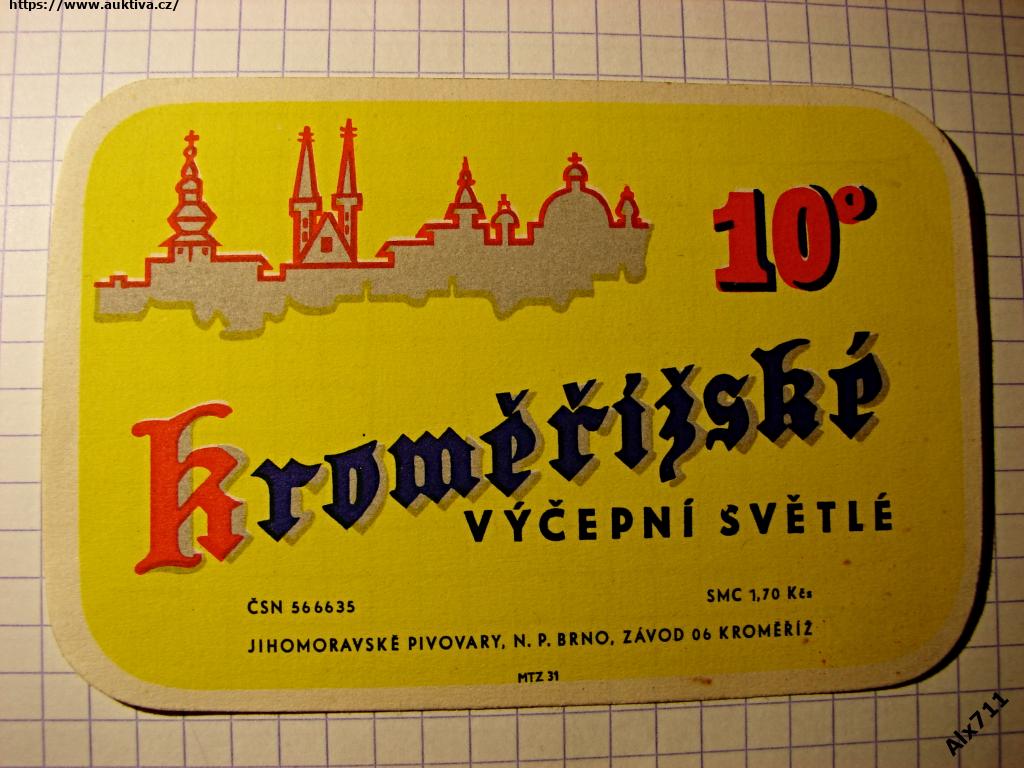 https://www.auktiva.cz/
10°
Kroměřížské
VÝČEPNÍ SVĚTLÉ
ČSN 566635
SMC 1,70 Kčs
JIHOMORAVSKÉ PIVOVARY, N. P. BRNO, ZÁVOD 06 KROMĚŘÍŽ
MTZ 31
Alx711